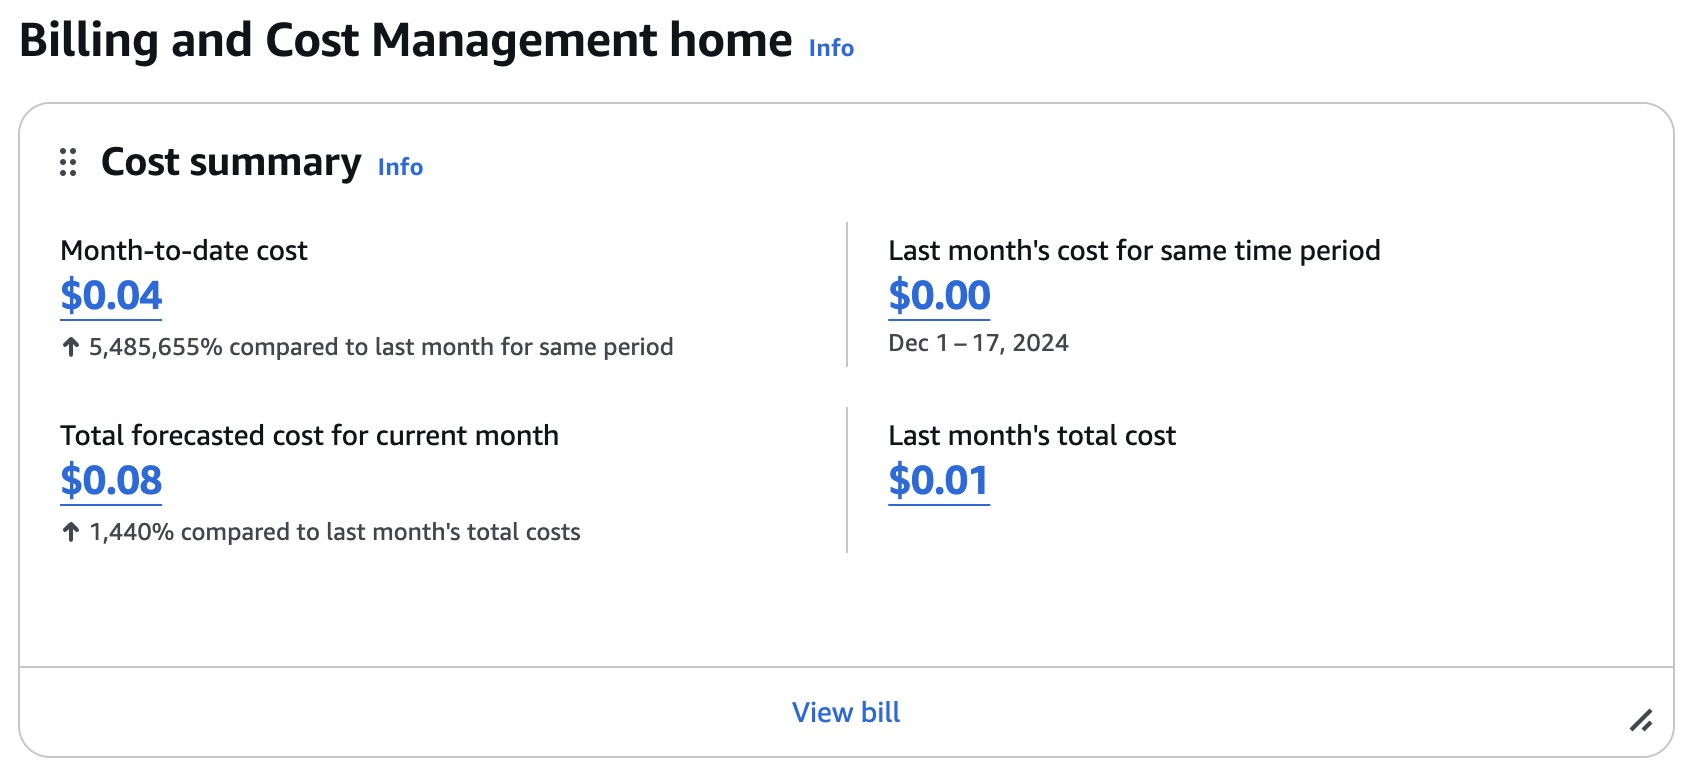 Billing and Cost Management home Info
Cost summary Info
Month-to-date cost
$0.04
↑ 5,485,655% compared to last month for same period
Last month's cost for same time period
$0.00
Dec 1 – 17, 2024
Total forecasted cost for current month
$0.08
↑ 1,440% compared to last month's total costs
Last month's total cost
$0.01
View bill